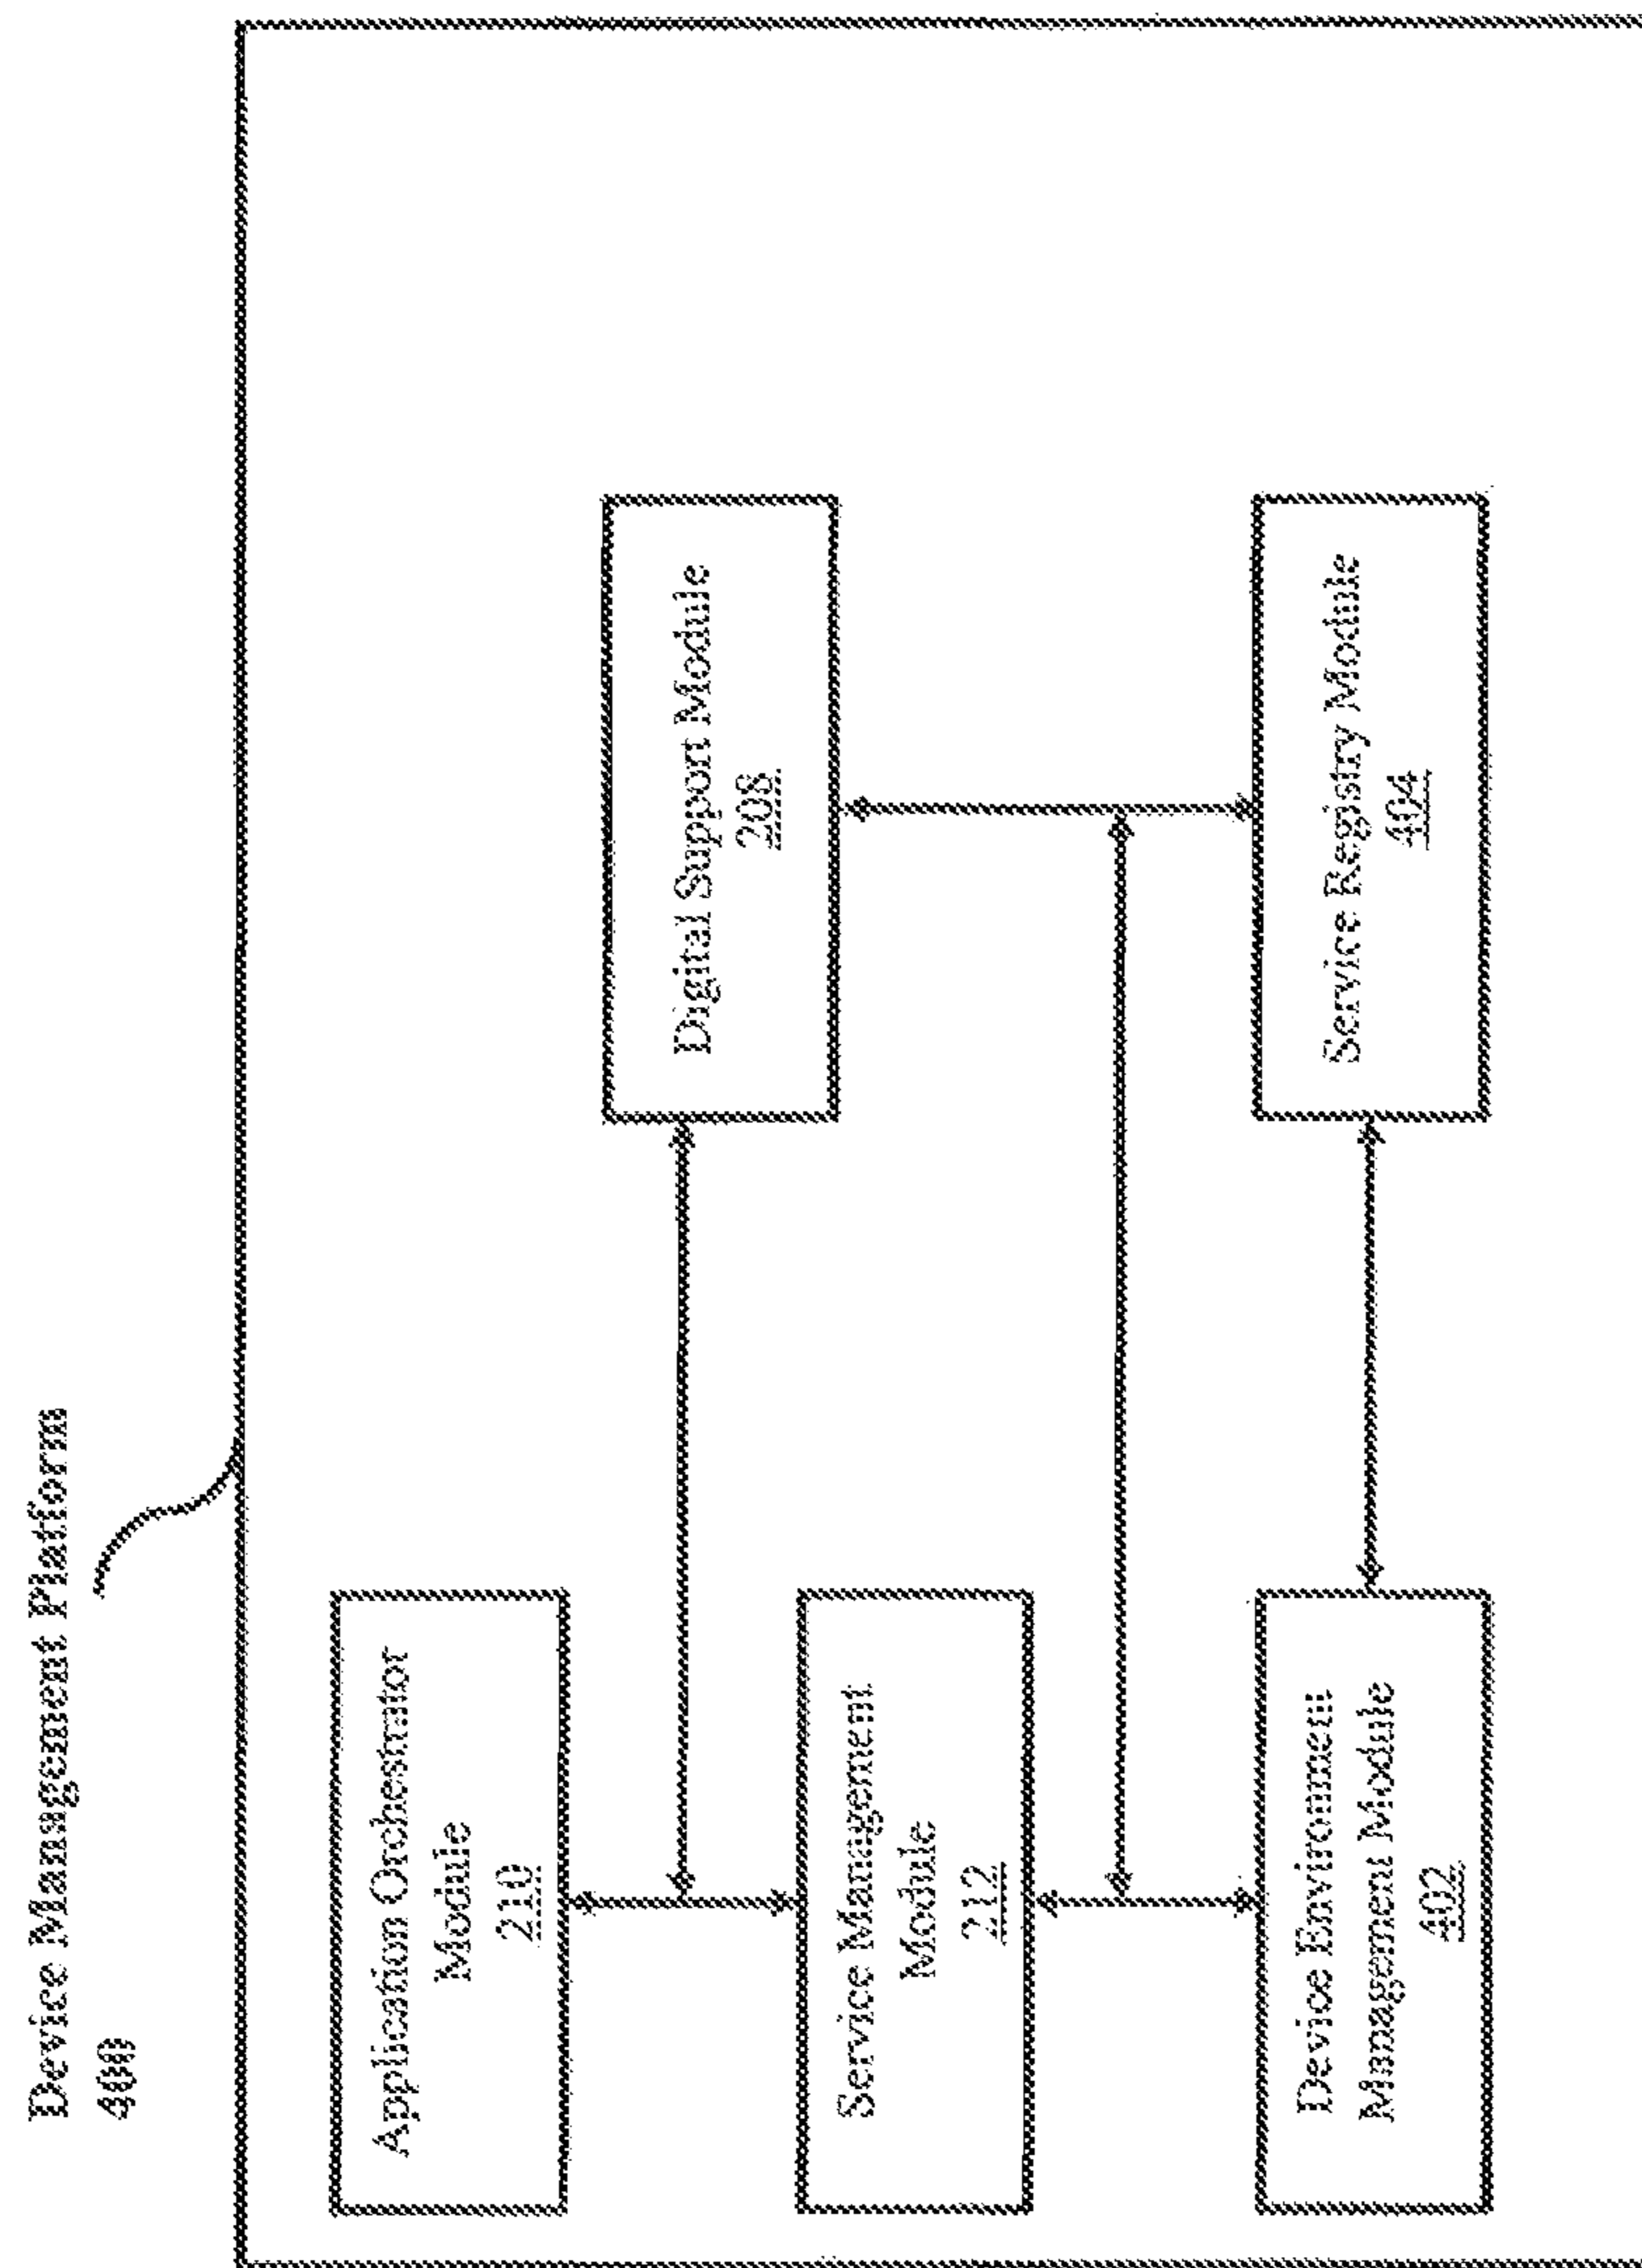 Device Management Platform
400
Application Orchestrator
Module
210
Digital Support Module
208
Service Management
Module
212
Device Environment
Management Module
402
Service Registry Module
404